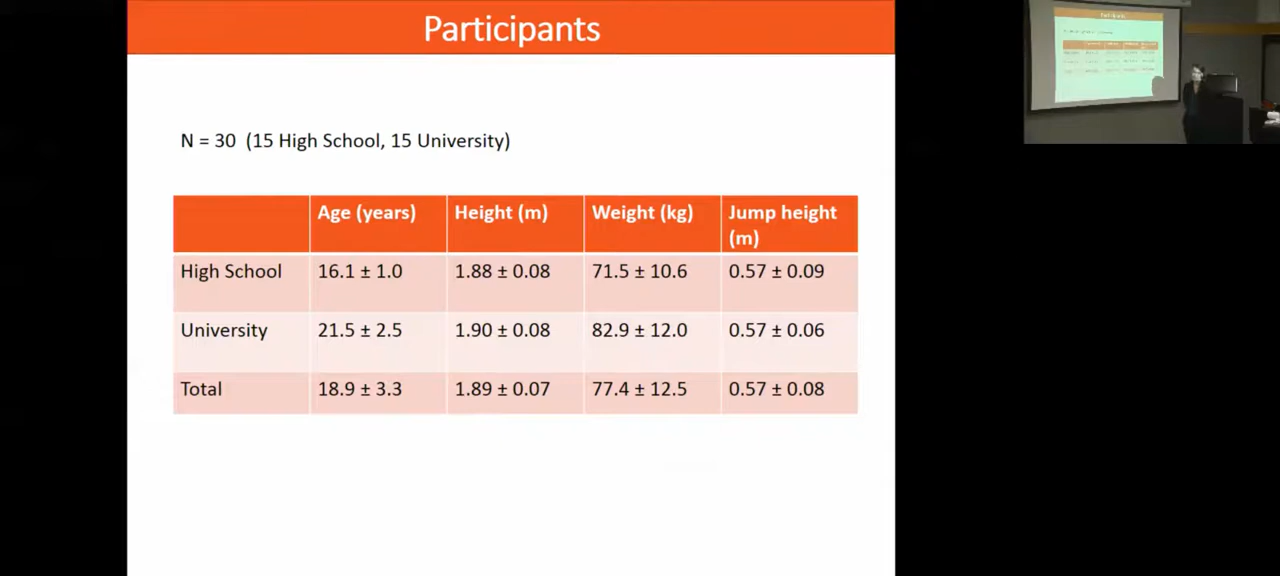 Participants
N = 30 (15 High School, 15 University)
Age (years) Height (m) Weight (kg) Jump height (m)
High School 16.1 ± 1.0 1.88 ± 0.08 71.5 ± 10.6 0.57 ± 0.09
University 21.5 ± 2.5 1.90 ± 0.08 82.9 ± 12.0 0.57 ± 0.06
Total 18.9 ± 3.3 1.89 ± 0.07 77.4 ± 12.5 0.57 ± 0.08